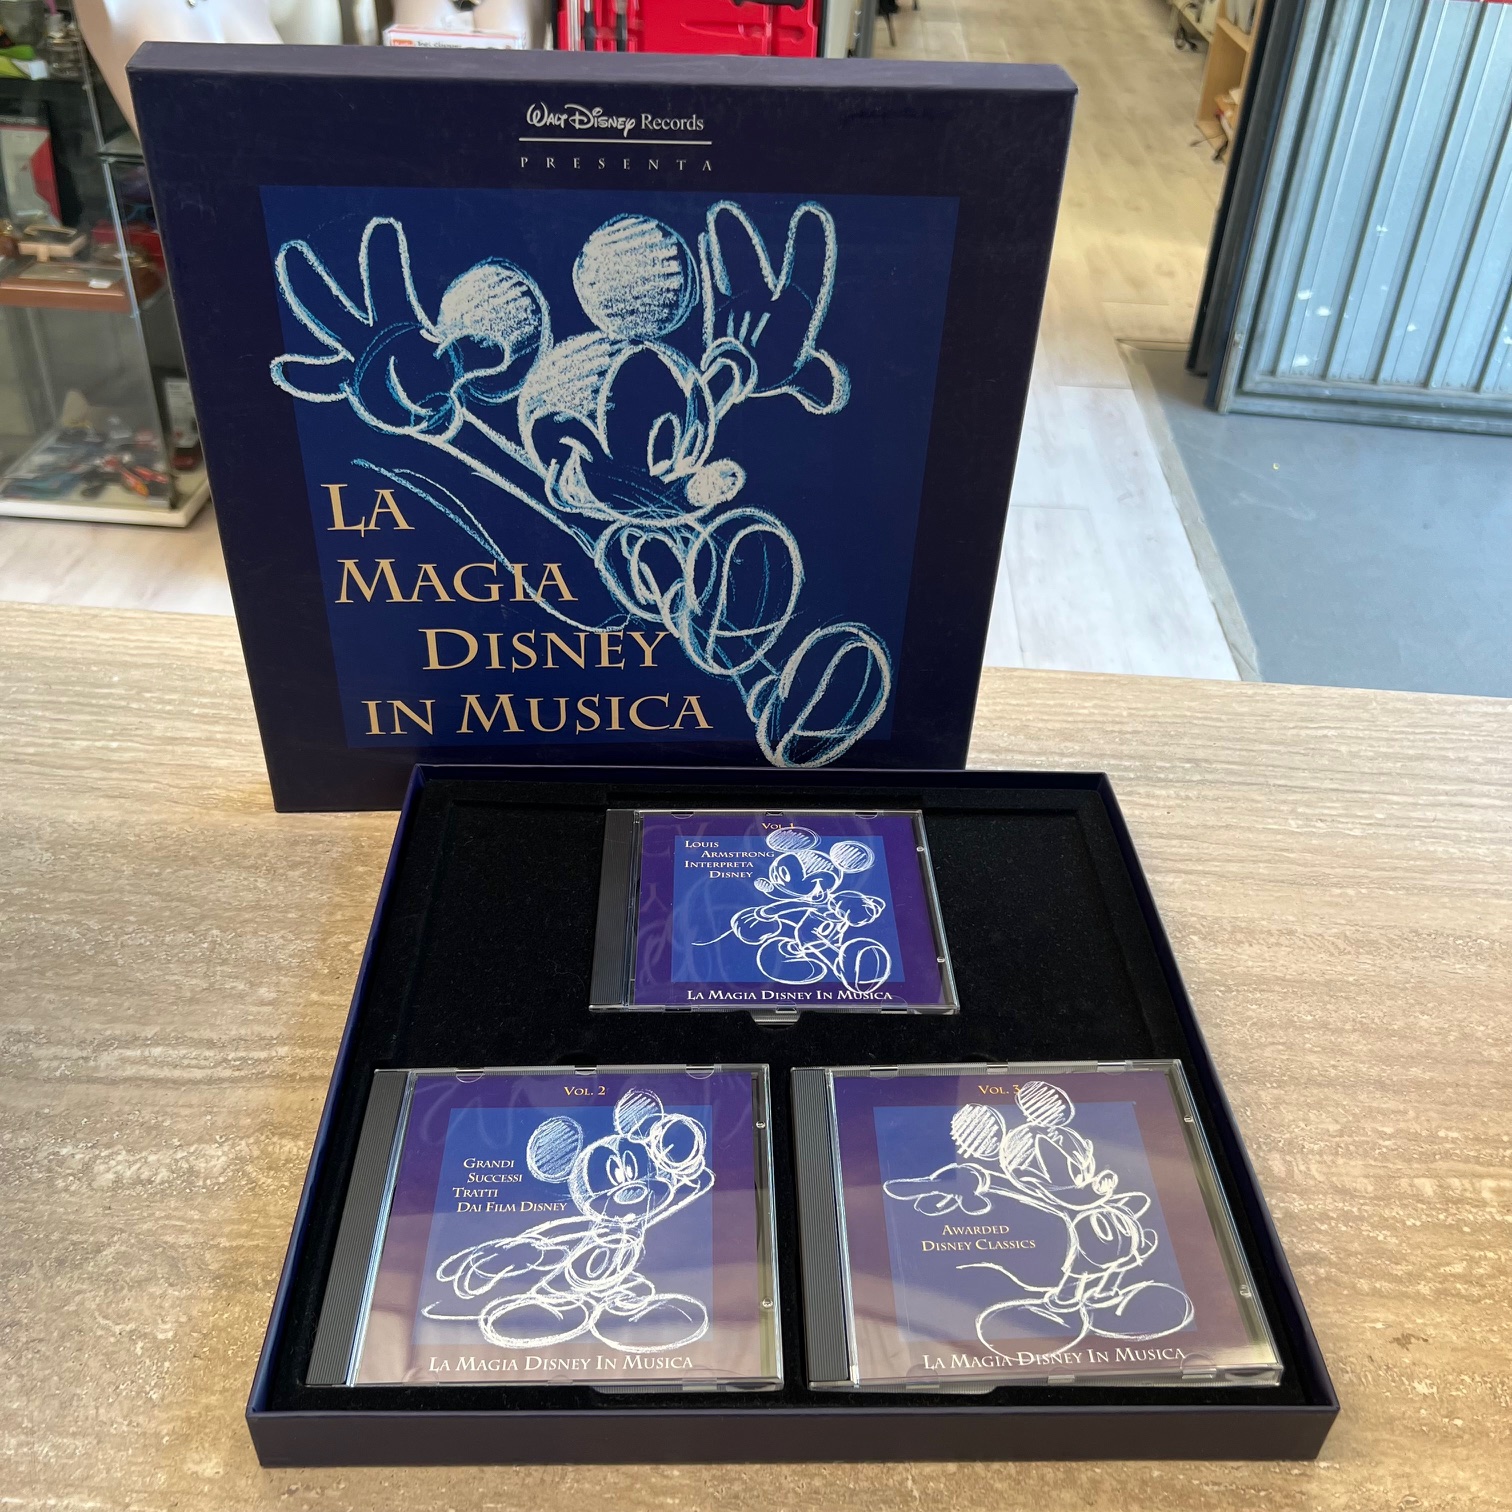 Walt Disney Records
PRESENTA
LA
MAGIA
DISNEY
IN MUSICA
VOL. 1
LOUIS
ARMSTRONG
INTERPRETA
DISNEY
LA MAGIA DISNEY IN MUSICA
VOL. 2
GRANDI
SUCCESSI
TRATTI
DAI FILM DISNEY
LA MAGIA DISNEY IN MUSICA
VOL. 3
AWARDED
DISNEY CLASSICS
LA MAGIA DISNEY IN MUSICA